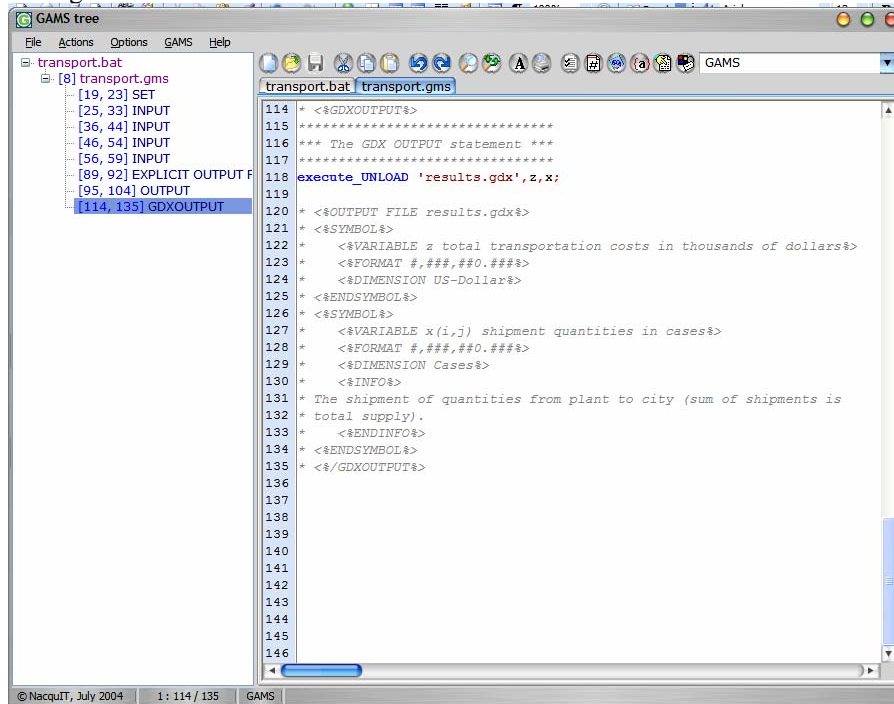 GAMS tree
File Actions Options GAMS Help
transport.bat
[8] transport.gms
[19, 23] SET
[25, 33] INPUT
[36, 44] INPUT
[46, 54] INPUT
[56, 59] INPUT
[89, 92] EXPLICIT OUTPUT F
[95, 104] OUTPUT
[114, 135] GDXOUTPUT
GAMS
transport.bat transport.gms
114 * <%GDXOUTPUT%>
115 *******************************
116 *** The GDX OUTPUT statement ***
117 *******************************
118 execute_UNLOAD 'results.gdx',z,x;
119
120 * <%OUTPUT FILE results.gdx%>
121 * <%SYMBOL%>
122 * <%VARIABLE z total transportation costs in thousands of dollars%>
123 * <%FORMAT #,###,##0.###%>
124 * <%DIMENSION US-Dollar%>
125 * <%ENDSYMBOL%>
126 * <%SYMBOL%>
127 * <%VARIABLE x(i,j) shipment quantities in cases%>
128 * <%FORMAT #,###,##0.###%>
129 * <%DIMENSION Cases%>
130 * <%INFO%>
131 * The shipment of quantities from plant to city (sum of shipments is
132 * total supply).
133 * <%ENDINFO%>
134 * <%ENDSYMBOL%>
135 * <%/GDXOUTPUT%>
136
137
138
139
140
141
142
143
144
145
146
© NacquIT, July 2004 1 : 114 / 135 GAMS